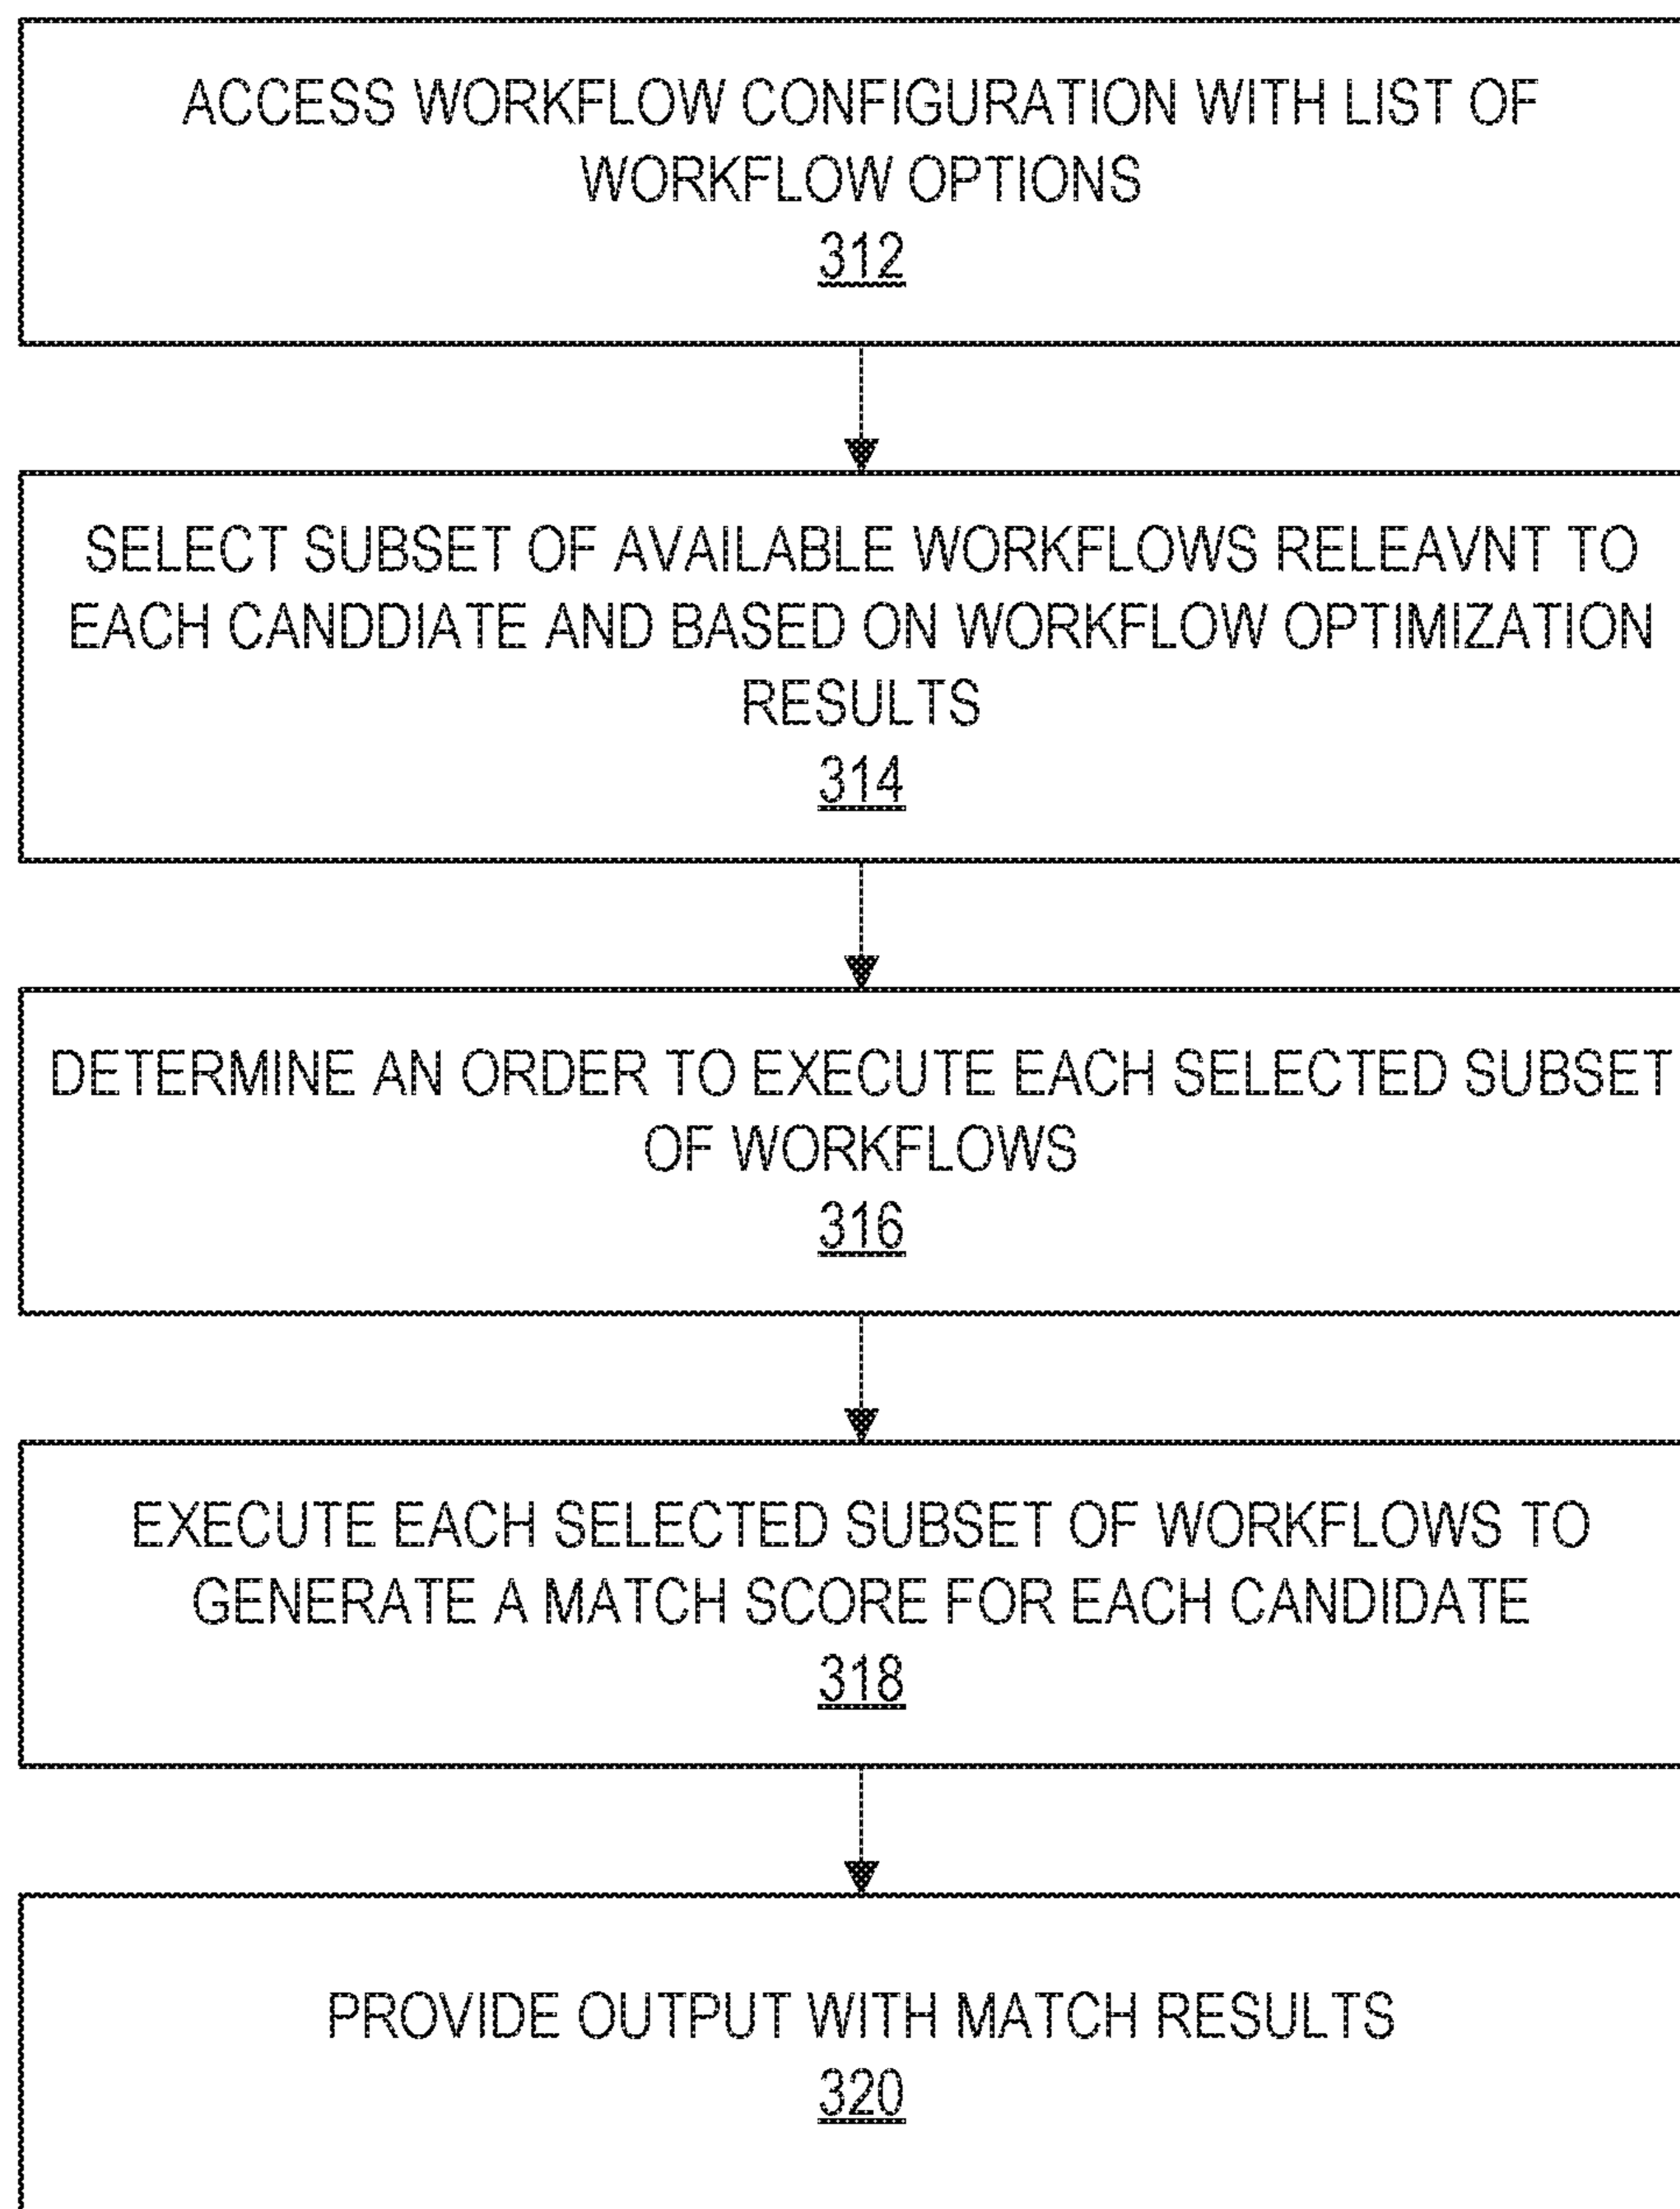 ACCESS WORKFLOW CONFIGURATION WITH LIST OF
WORKFLOW OPTIONS
312
SELECT SUBSET OF AVAILABLE WORKFLOWS RELEAVNT TO
EACH CANDDIATE AND BASED ON WORKFLOW OPTIMIZATION
RESULTS
314
DETERMINE AN ORDER TO EXECUTE EACH SELECTED SUBSET
OF WORKFLOWS
316
EXECUTE EACH SELECTED SUBSET OF WORKFLOWS TO
GENERATE A MATCH SCORE FOR EACH CANDIDATE
318
PROVIDE OUTPUT WITH MATCH RESULTS
320